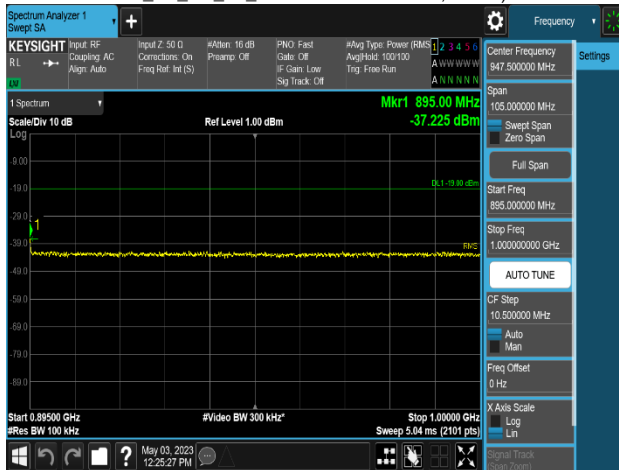 Spectrum Analyzer 1
Swept SA
Frequency
KEYSIGHT
RL
Input: RF
Coupling: AC
Align: Auto
Input Z: 50 Ω
Corrections: On
Freq Ref: Int (S)
#Atten: 16 dB
Preamp: Off
PNO: Fast
Gate: Off
IF Gain: Low
Sig Track: Off
#Avg Type: Power (RMS
Avg|Hold: 100/100
Trig: Free Run
1 2 3 4 5 6
A W W W W W
A N N N N N
1 Spectrum
Mkr1 895.00 MHz
Scale/Div 10 dB
Ref Level 1.00 dBm
-37.225 dBm
Log
-9.00
-19.0
DL1 -19.00 dBm
-29.0
1
-39.0
RMS
-49.0
-59.0
-69.0
-79.0
-89.0
Start 0.89500 GHz
#Video BW 300 kHz*
Stop 1.00000 GHz
#Res BW 100 kHz
Sweep 5.04 ms (2101 pts)
?
May 03, 2023
12:25:27 PM
Center Frequency
947.500000 MHz
Settings
Span
105.000000 MHz
Swept Span
Zero Span
Full Span
Start Freq
895.000000 MHz
Stop Freq
1.000000000 GHz
AUTO TUNE
CF Step
10.500000 MHz
Auto
Man
Freq Offset
0 Hz
X Axis Scale
Log
Lin
Signal Track
(Span Zoom)